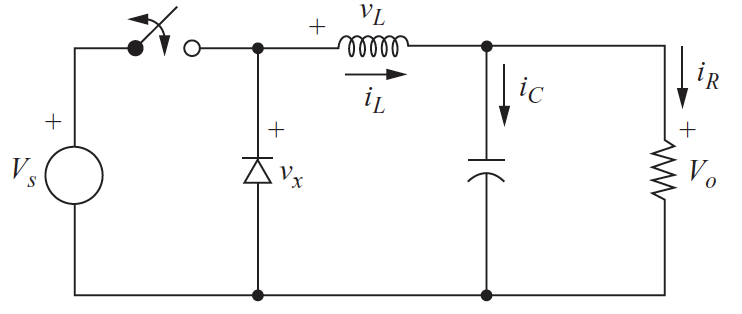 + v_L
i_L
i_C
i_R
+
V_s
+
v_x
+
V_o